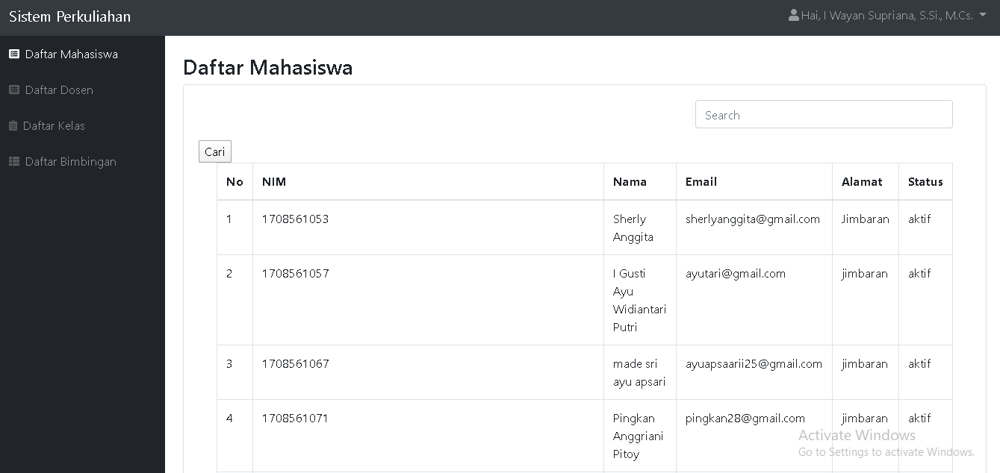 Sistem Perkuliahan
Hai, I Wayan Supriana, S.Si., M.Cs.
Daftar Mahasiswa
Daftar Dosen
Daftar Kelas
Daftar Bimbingan
Daftar Mahasiswa
Search
Cari
No NIM Nama Email Alamat Status
1 1708561053 Sherly sherlyanggita@gmail.com Jimbaran aktif
Anggita
2 1708561057 I Gusti ayutari@gmail.com jimbaran aktif
Ayu
Widiantari
Putri
3 1708561067 made sri ayuapsaarii25@gmail.com jimbaran aktif
ayu apsari
4 1708561071 Pingkan pingkan28@gmail.com jimbaran aktif
Anggriani
Pitoy
Activate Windows
Go to Settings to activate Windows.